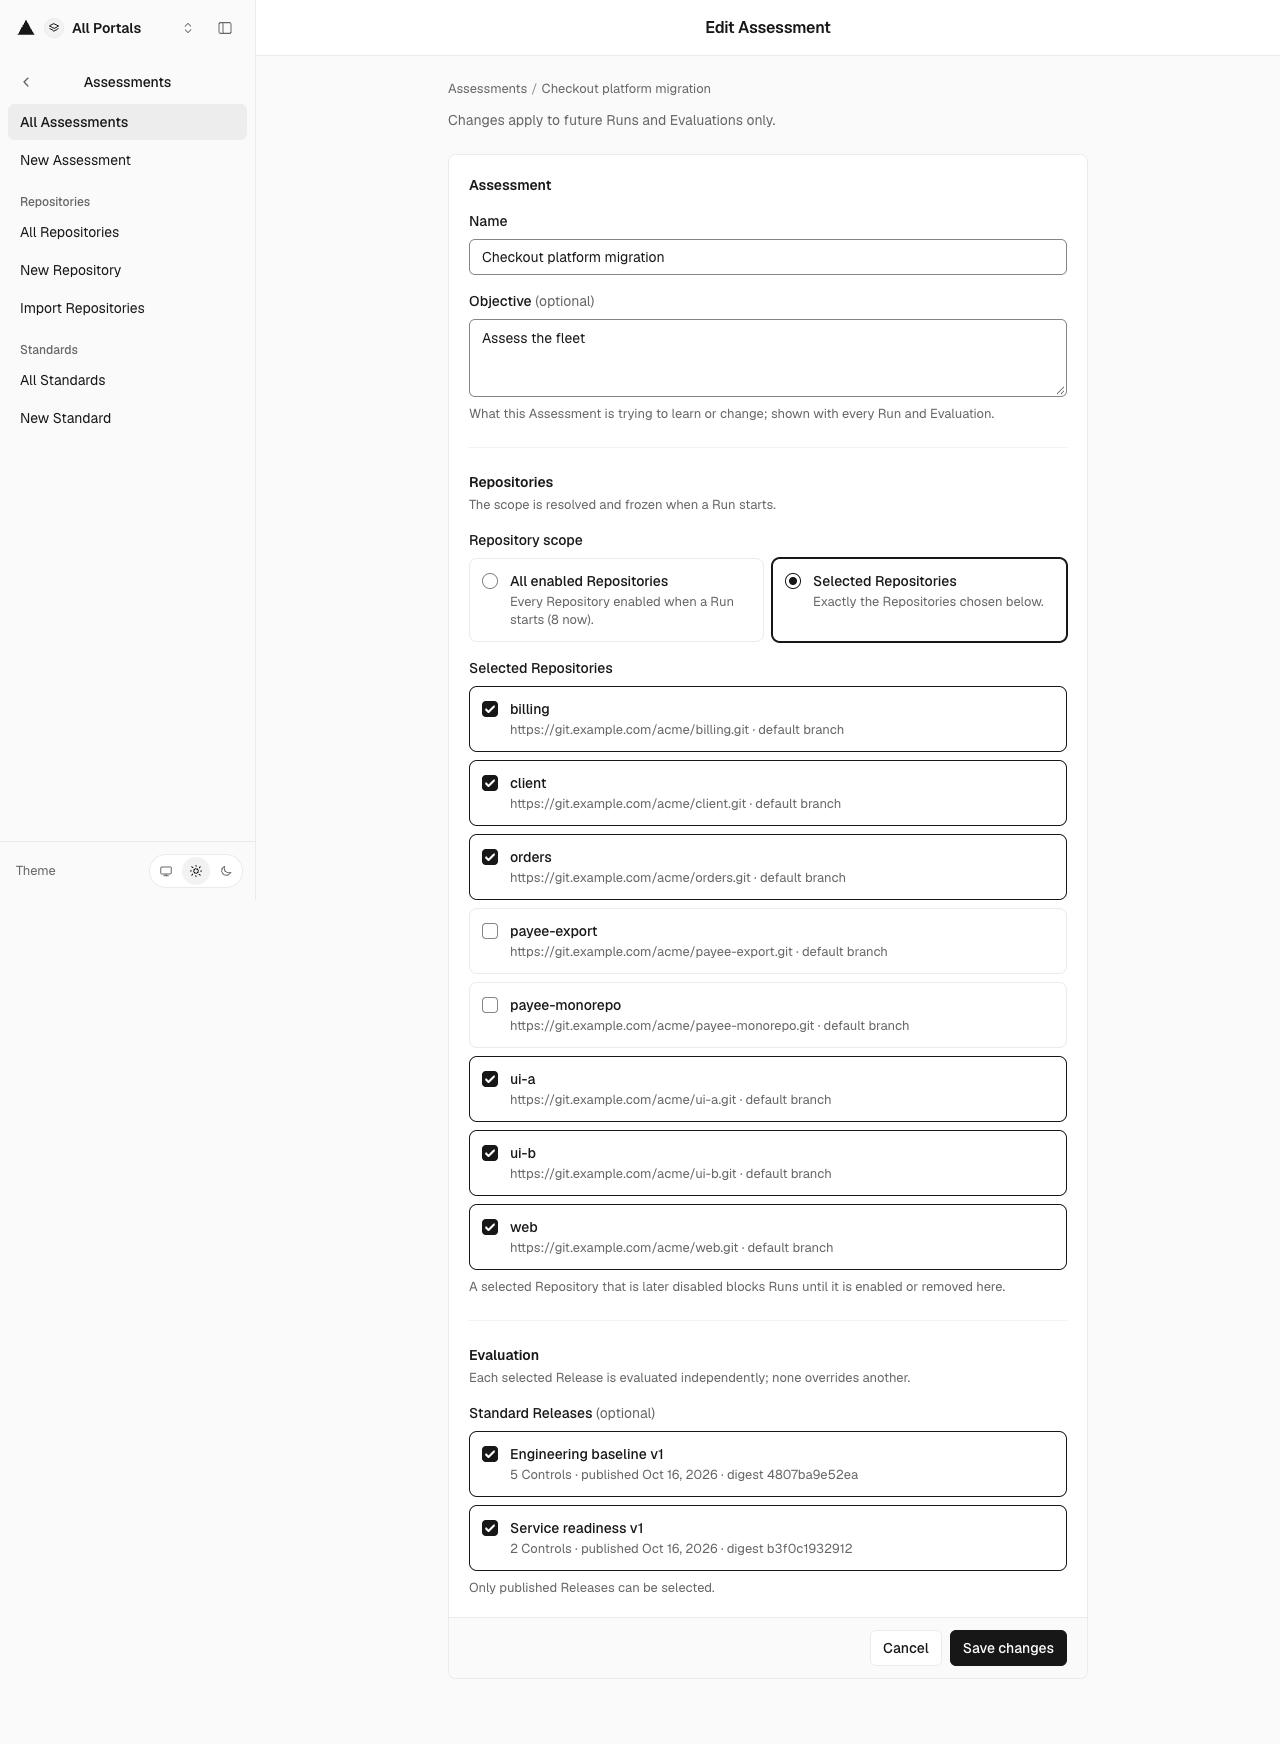 All Portals
Edit Assessment
Assessments
All Assessments
New Assessment
Repositories
All Repositories
New Repository
Import Repositories
Standards
All Standards
New Standard
Theme
Assessments / Checkout platform migration
Changes apply to future Runs and Evaluations only.
Assessment
Name
Checkout platform migration
Objective (optional)
Assess the fleet
What this Assessment is trying to learn or change; shown with every Run and Evaluation.
Repositories
The scope is resolved and frozen when a Run starts.
Repository scope
All enabled Repositories
Every Repository enabled when a Run
starts (8 now).
Selected Repositories
Exactly the Repositories chosen below.
Selected Repositories
billing
https://git.example.com/acme/billing.git · default branch
client
https://git.example.com/acme/client.git · default branch
orders
https://git.example.com/acme/orders.git · default branch
payee-export
https://git.example.com/acme/payee-export.git · default branch
payee-monorepo
https://git.example.com/acme/payee-monorepo.git · default branch
ui-a
https://git.example.com/acme/ui-a.git · default branch
ui-b
https://git.example.com/acme/ui-b.git · default branch
web
https://git.example.com/acme/web.git · default branch
A selected Repository that is later disabled blocks Runs until it is enabled or removed here.
Evaluation
Each selected Release is evaluated independently; none overrides another.
Standard Releases (optional)
Engineering baseline v1
5 Controls · published Oct 16, 2026 · digest 4807ba9e52ea
Service readiness v1
2 Controls · published Oct 16, 2026 · digest b3f0c1932912
Only published Releases can be selected.
Cancel
Save changes